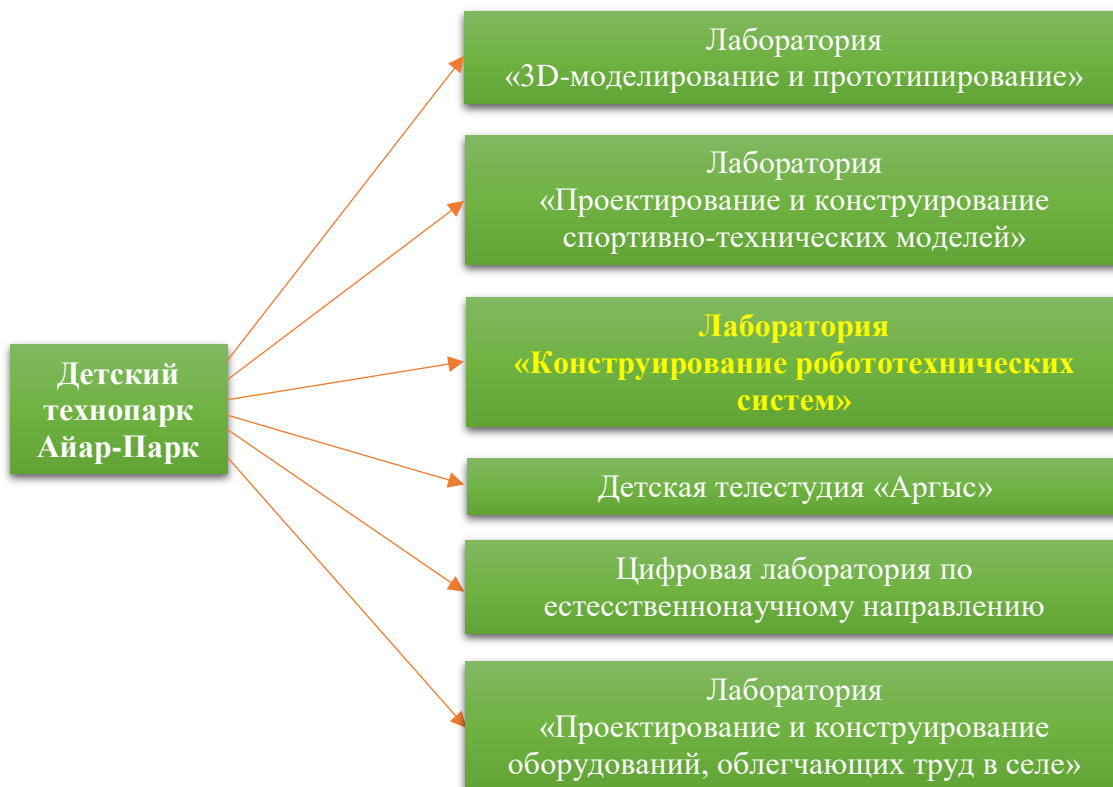 Лаборатория
«3D-моделирование и прототипирование»
Лаборатория
«Проектирование и конструирование
спортивно-технических моделей»
Лаборатория
«Конструирование робототехнических
систем»
Детский
технопарк
Айар-Парк
Детская телестудия «Аргыс»
Цифровая лаборатория по
естесственнонаучному направлению
Лаборатория
«Проектирование и конструирование
оборудований, облегчающих труд в селе»